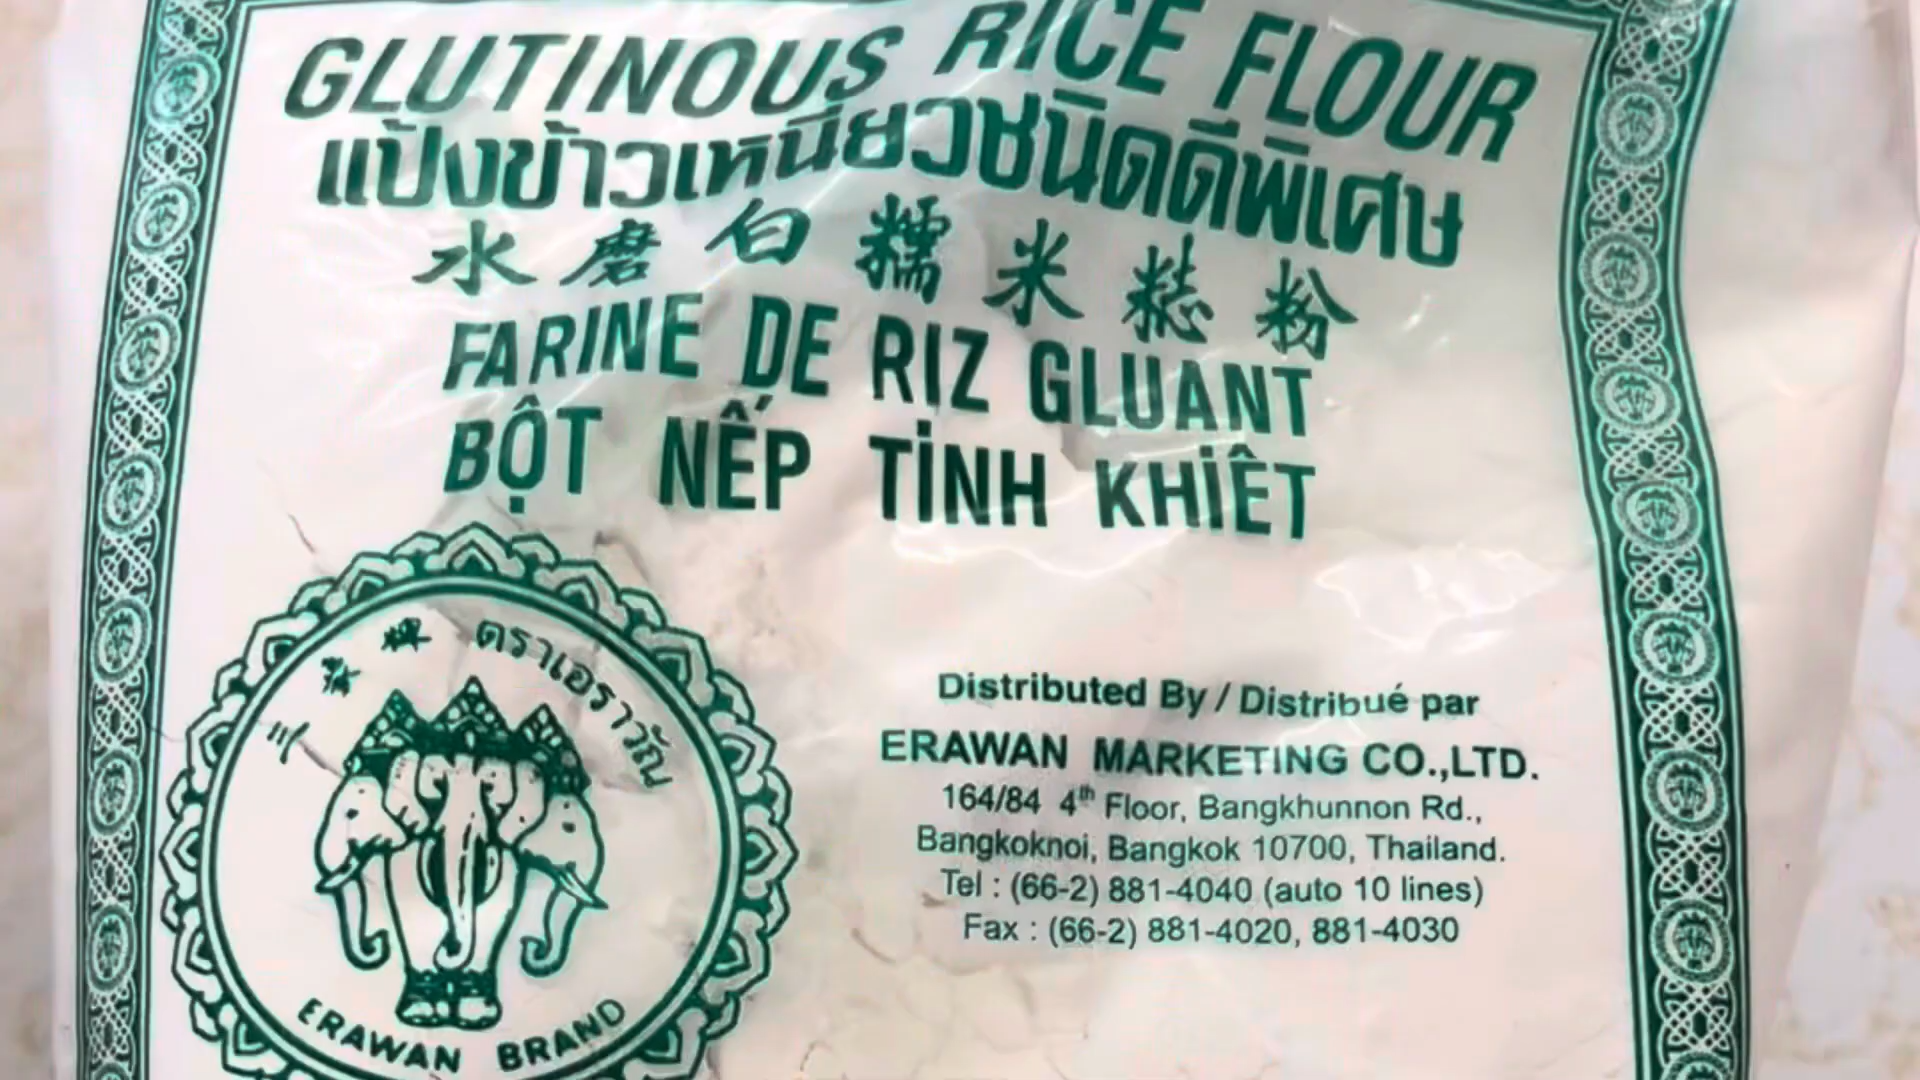 GLUTINOUS RICE FLOUR
แป้งข้าวเหนียวชนิดดีพิเศษ
水磨白糯米粉
FARINE DE RIZ GLUANT
BỘT NẾP TINH KHIÊT
三 牌 ตราเอราวัณ
ERAWAN BRAND
Distributed By / Distribué par
ERAWAN MARKETING CO.,LTD.
164/84 4th Floor, Bangkhunnon Rd.,
Bangkoknoi, Bangkok 10700, Thailand.
Tel : (66-2) 881-4040 (auto 10 lines)
Fax : (66-2) 881-4020, 881-4030